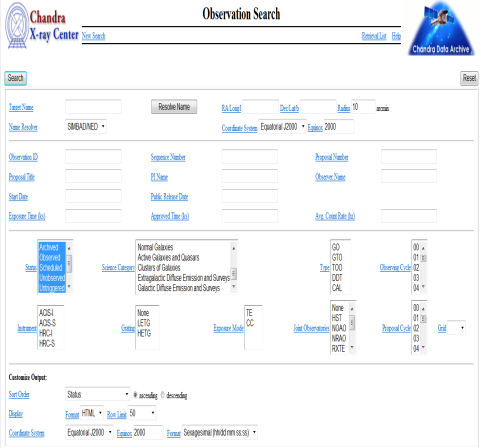 Chandra
X-ray Center
Observation Search
New Search
Retrieval List Help
Chandra Data Archive
Search
Reset
Target Name
Resolve Name
RA/Long/l
Dec/Lat/b
Radius 10 arcmin
Name Resolver SIMBAD/NED
Coordinate System Equatorial J2000 Equinox 2000
Observation ID Sequence Number Proposal Number
Proposal Title PI Name Observer Name
Start Date Public Release Date
Exposure Time (ks) Approved Time (ks) Avg. Count Rate (hz)
Status
Archived
Observed
Scheduled
Unobserved
Untriggered
Science Category
Normal Galaxies
Active Galaxies and Quasars
Clusters of Galaxies
Extragalactic Diffuse Emission and Surveys
Galactic Diffuse Emission and Surveys
Type
GO
GTO
TOO
DDT
CAL
Observing Cycle
00
01
02
03
04
Instrument
ACIS-I
ACIS-S
HRC-I
HRC-S
Grating
None
LETG
HETG
Exposure Mode
TE
CC
Joint Observatories
None
HST
NOAO
NRAO
RXTE
Proposal Cycle
00
01
02
03
04
Grid
Customize Output:
Sort Order Status ascending descending
Display Format HTML Row Limit 50
Coordinate System Equatorial J2000 Equinox 2000 Format Sexagesimal (hh/dd mm ss.ss)